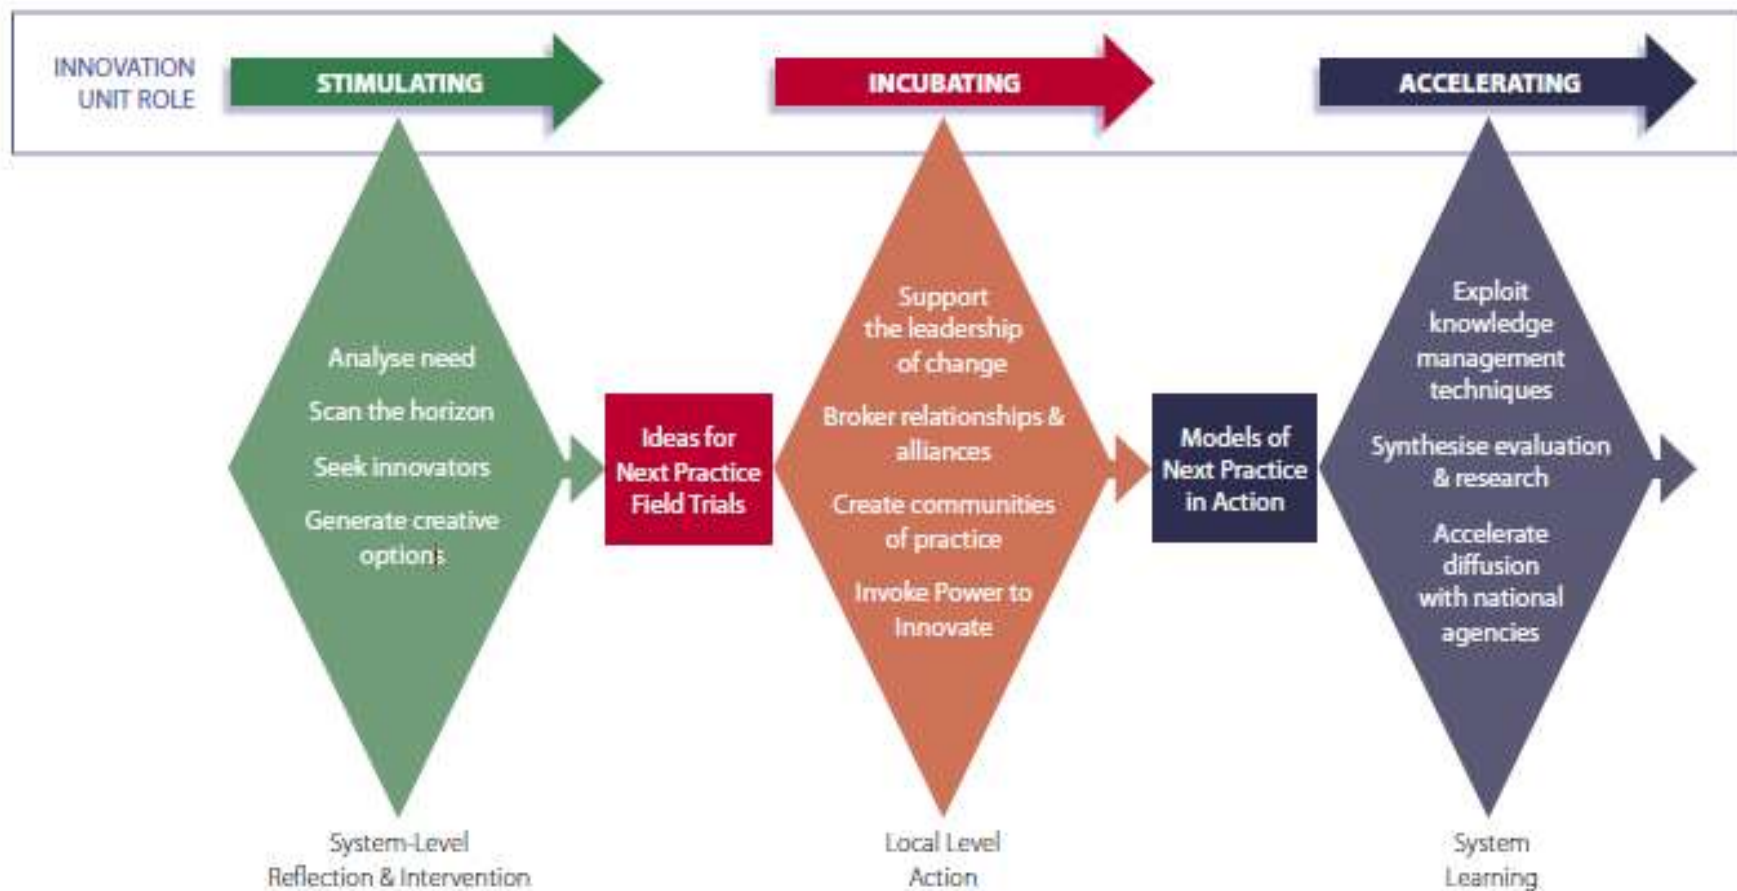 INNOVATION
UNIT ROLE
STIMULATING
INCUBATING
ACCELERATING
Analyse need
Scan the horizon
Seek innovators
Generate creative
options
Ideas for
Next Practice
Field Trials
Support
the leadership
of change
Broker relationships &
alliances
Create communities
of practice
Invoke Power to
Innovate
Models of
Next Practice
in Action
Exploit
knowledge
management
techniques
Synthesise evaluation
& research
Accelerate
diffusion
with national
agencies
System-Level
Reflection & Intervention
Local Level
Action
System
Learning